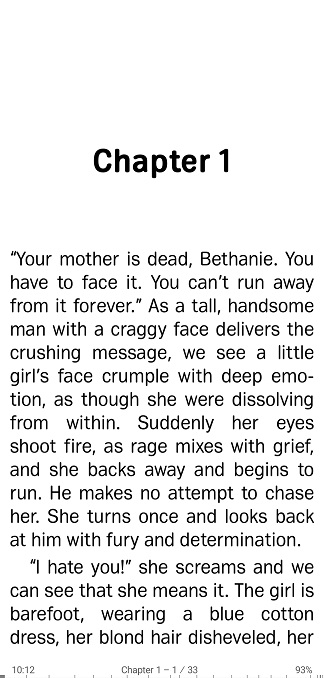 Chapter 1
“Your mother is dead, Bethanie. You
have to face it. You can’t run away
from it forever.” As a tall, handsome
man with a craggy face delivers the
crushing message, we see a little
girl’s face crumple with deep emo-
tion, as though she were dissolving
from within. Suddenly her eyes
shoot fire, as rage mixes with grief,
and she backs away and begins to
run. He makes no attempt to chase
her. She turns once and looks back
at him with fury and determination.
“I hate you!” she screams and we
can see that she means it. The girl is
barefoot, wearing a blue cotton
dress, her blond hair disheveled, her
10:12 Chapter 1 – 1 / 33 93%